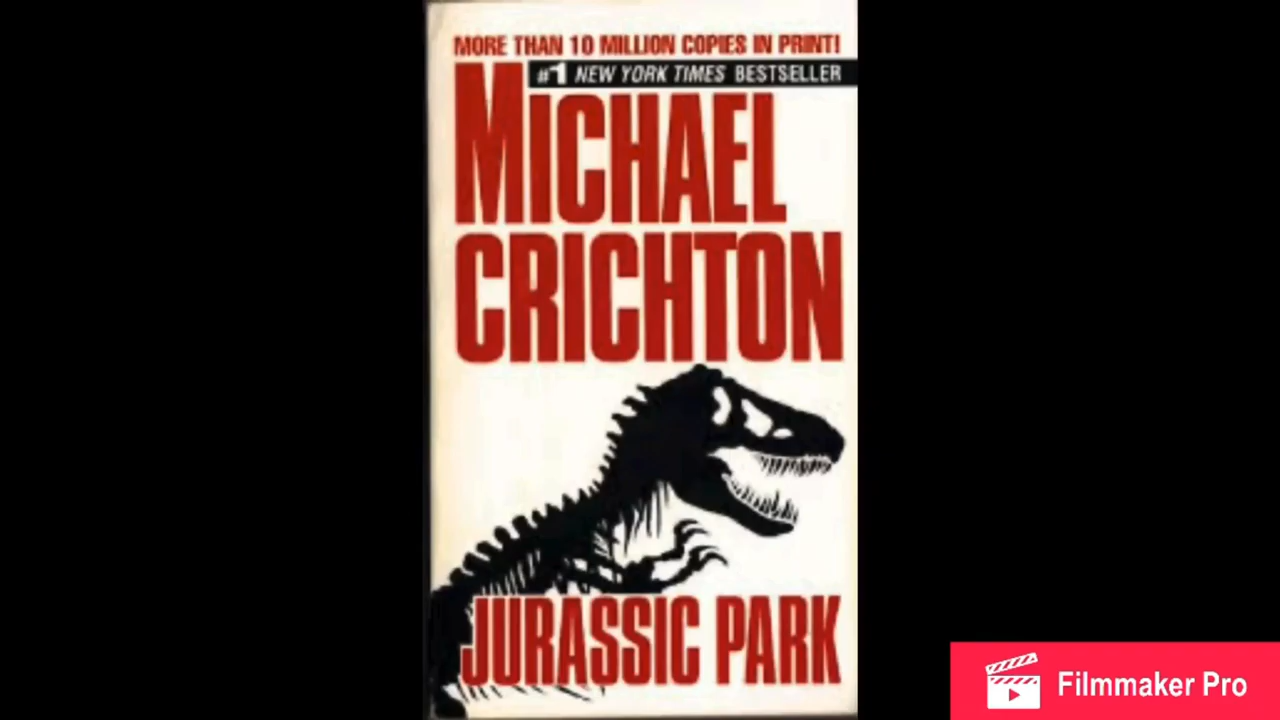 MORE THAN 10 MILLION COPIES IN PRINT!
#1 NEW YORK TIMES BESTSELLER
MICHAEL
CRICHTON
JURASSIC PARK
Filmmaker Pro